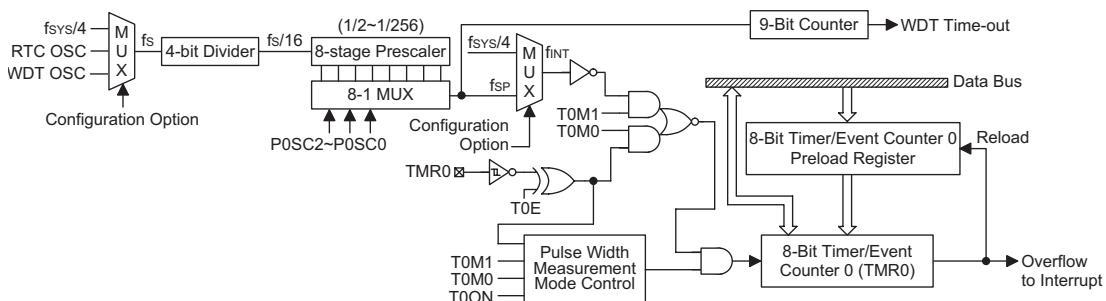 fSYS/4
RTC OSC
WDT OSC
M
U
X
Configuration Option
fS
4-bit Divider
fS/16
(1/2~1/256)
8-stage Prescaler
8-1 MUX
P0SC2~P0SC0
fSYS/4
fSP
M
U
X
Configuration
Option
fINT
9-Bit Counter
WDT Time-out
T0M1
T0M0
TMR0
T0E
T0M1
T0M0
T0ON
Pulse Width
Measurement
Mode Control
Data Bus
8-Bit Timer/Event Counter 0
Preload Register
Reload
8-Bit Timer/Event
Counter 0 (TMR0)
Overflow
to Interrupt